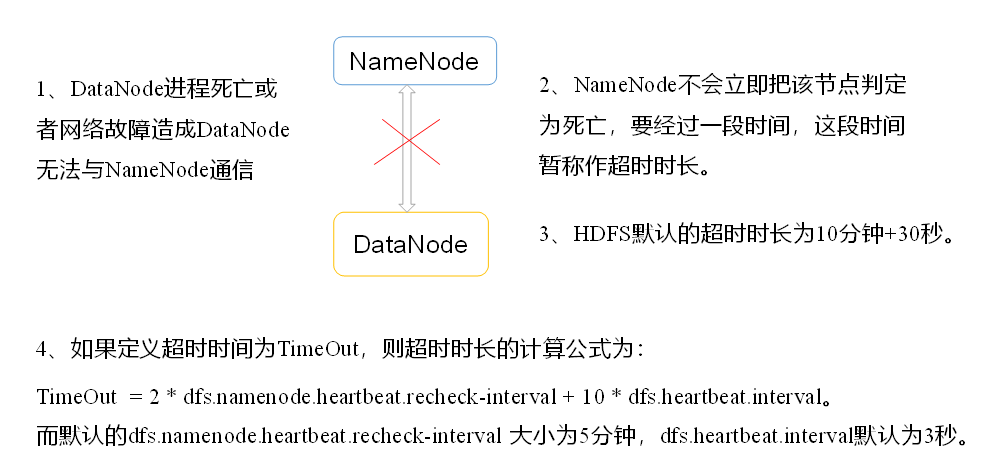 NameNode
1、DataNode进程死亡或
者网络故障造成DataNode
无法与NameNode通信
2、NameNode不会立即把该节点判定
为死亡，要经过一段时间，这段时间
暂称作超时时长。
DataNode
3、HDFS默认的超时时长为10分钟+30秒。
4、如果定义超时时间为TimeOut，则超时时长的计算公式为：
TimeOut = 2 * dfs.namenode.heartbeat.recheck-interval + 10 * dfs.heartbeat.interval。
而默认的dfs.namenode.heartbeat.recheck-interval 大小为5分钟，dfs.heartbeat.interval默认为3秒。